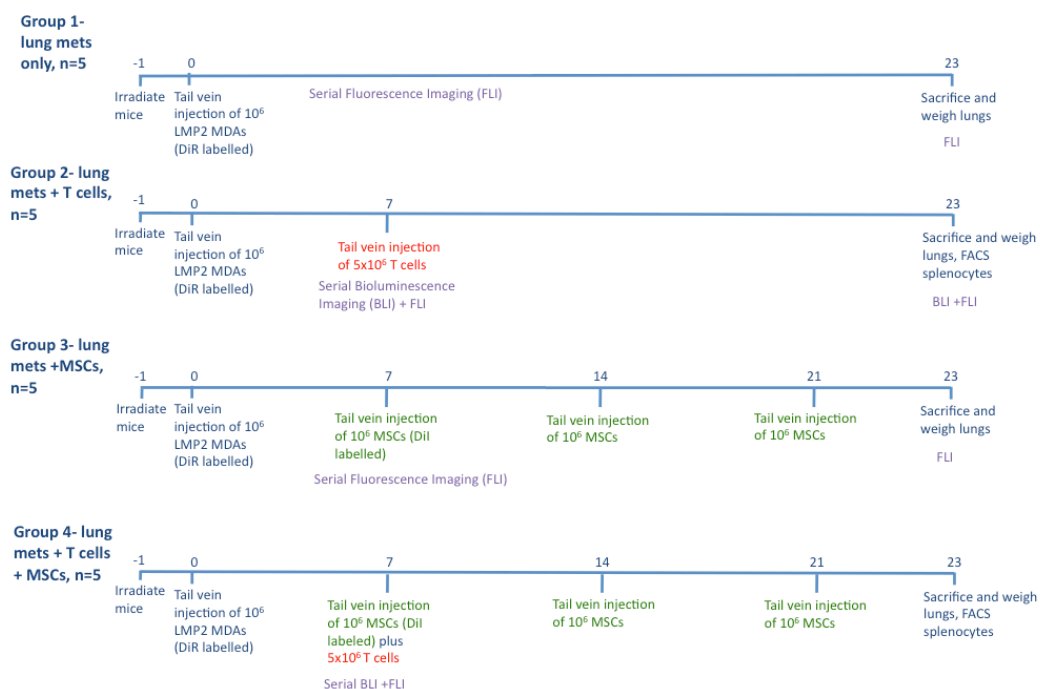 Group 1-
lung mets
only, n=5
-1
0
23
Irradiate
mice
Tail vein
injection of 10⁶
LMP2 MDAs
(DiR labelled)
Serial Fluorescence Imaging (FLI)
Sacrifice and
weigh lungs
FLI
Group 2- lung
mets + T cells,
n=5
-1
0
7
23
Irradiate
mice
Tail vein
injection of 10⁶
LMP2 MDAs
(DiR labelled)
Tail vein injection
of 5x10⁶ T cells
Serial Bioluminescence
Imaging (BLI) + FLI
Sacrifice and weigh
lungs, FACS
splenocytes
BLI +FLI
Group 3- lung
mets +MSCs,
n=5
-1
0
7
14
21
23
Irradiate
mice
Tail vein
injection of 10⁶
LMP2 MDAs
(DiR labelled)
Tail vein injection
of 10⁶ MSCs (DiI
labelled)
Serial Fluorescence Imaging (FLI)
Tail vein injection
of 10⁶ MSCs
Tail vein injection
of 10⁶ MSCs
Sacrifice and
weigh lungs
FLI
Group 4- lung
mets + T cells
+ MSCs, n=5
-1
0
7
14
21
23
Irradiate
mice
Tail vein
injection of 10⁶
LMP2 MDAs
(DiR labelled)
Tail vein injection
of 10⁶ MSCs (DiI
labeled) plus
5x10⁶ T cells
Serial BLI +FLI
Tail vein injection
of 10⁶ MSCs
Tail vein injection
of 10⁶ MSCs
Sacrifice and weigh
lungs, FACS
splenocytes